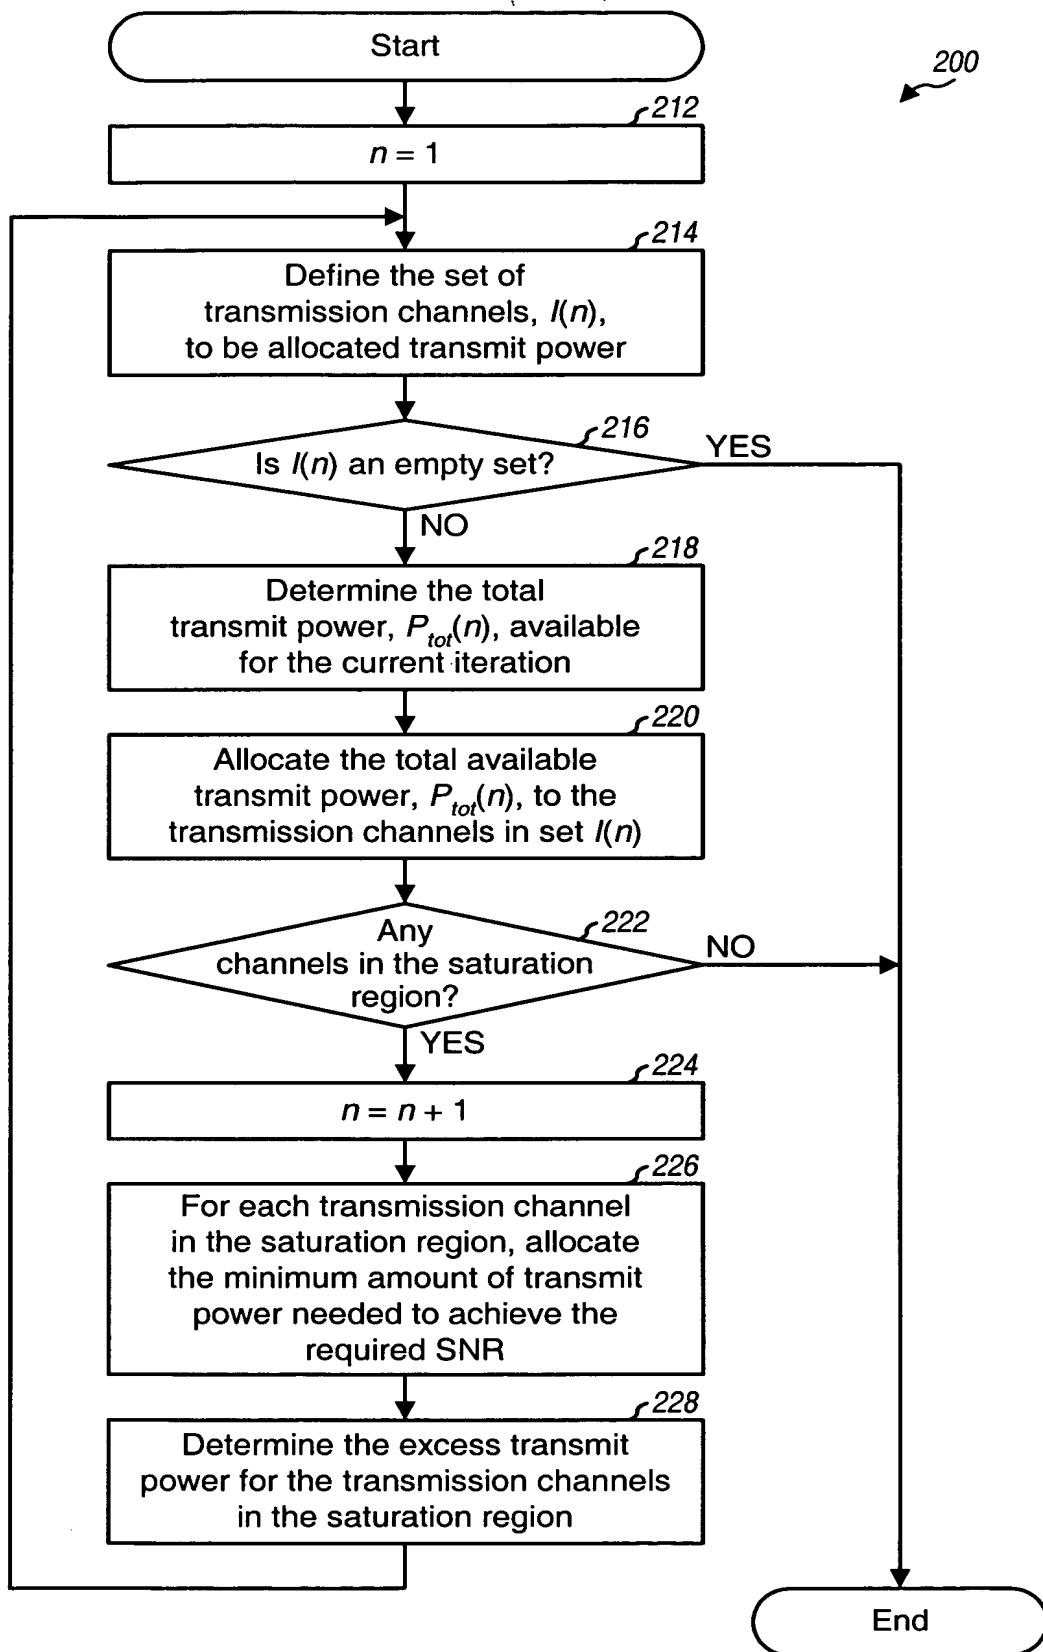 Start
200
212
n = 1
214
Define the set of
transmission channels, I(n),
to be allocated transmit power
216
Is I(n) an empty set?
YES
NO
218
Determine the total
transmit power, Ptot(n), available
for the current iteration
220
Allocate the total available
transmit power, Ptot(n), to the
transmission channels in set I(n)
222
Any
channels in the saturation
region?
NO
YES
224
n = n + 1
226
For each transmission channel
in the saturation region, allocate
the minimum amount of transmit
power needed to achieve the
required SNR
228
Determine the excess transmit
power for the transmission channels
in the saturation region
End